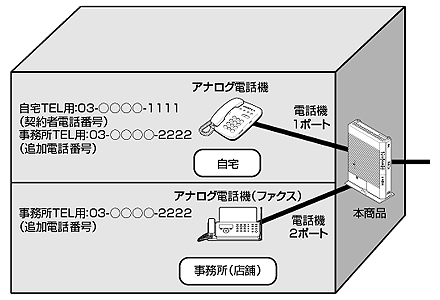 アナログ電話機
自宅TEL用:03-○○○○-1111
(契約者電話番号)
事務所TEL用:03-○○○○-2222
(追加電話番号)
電話機
1ポート
自宅
アナログ電話機(ファクス)
事務所TEL用:03-○○○○-2222
(追加電話番号)
電話機
2ポート
本商品
事務所(店舗)